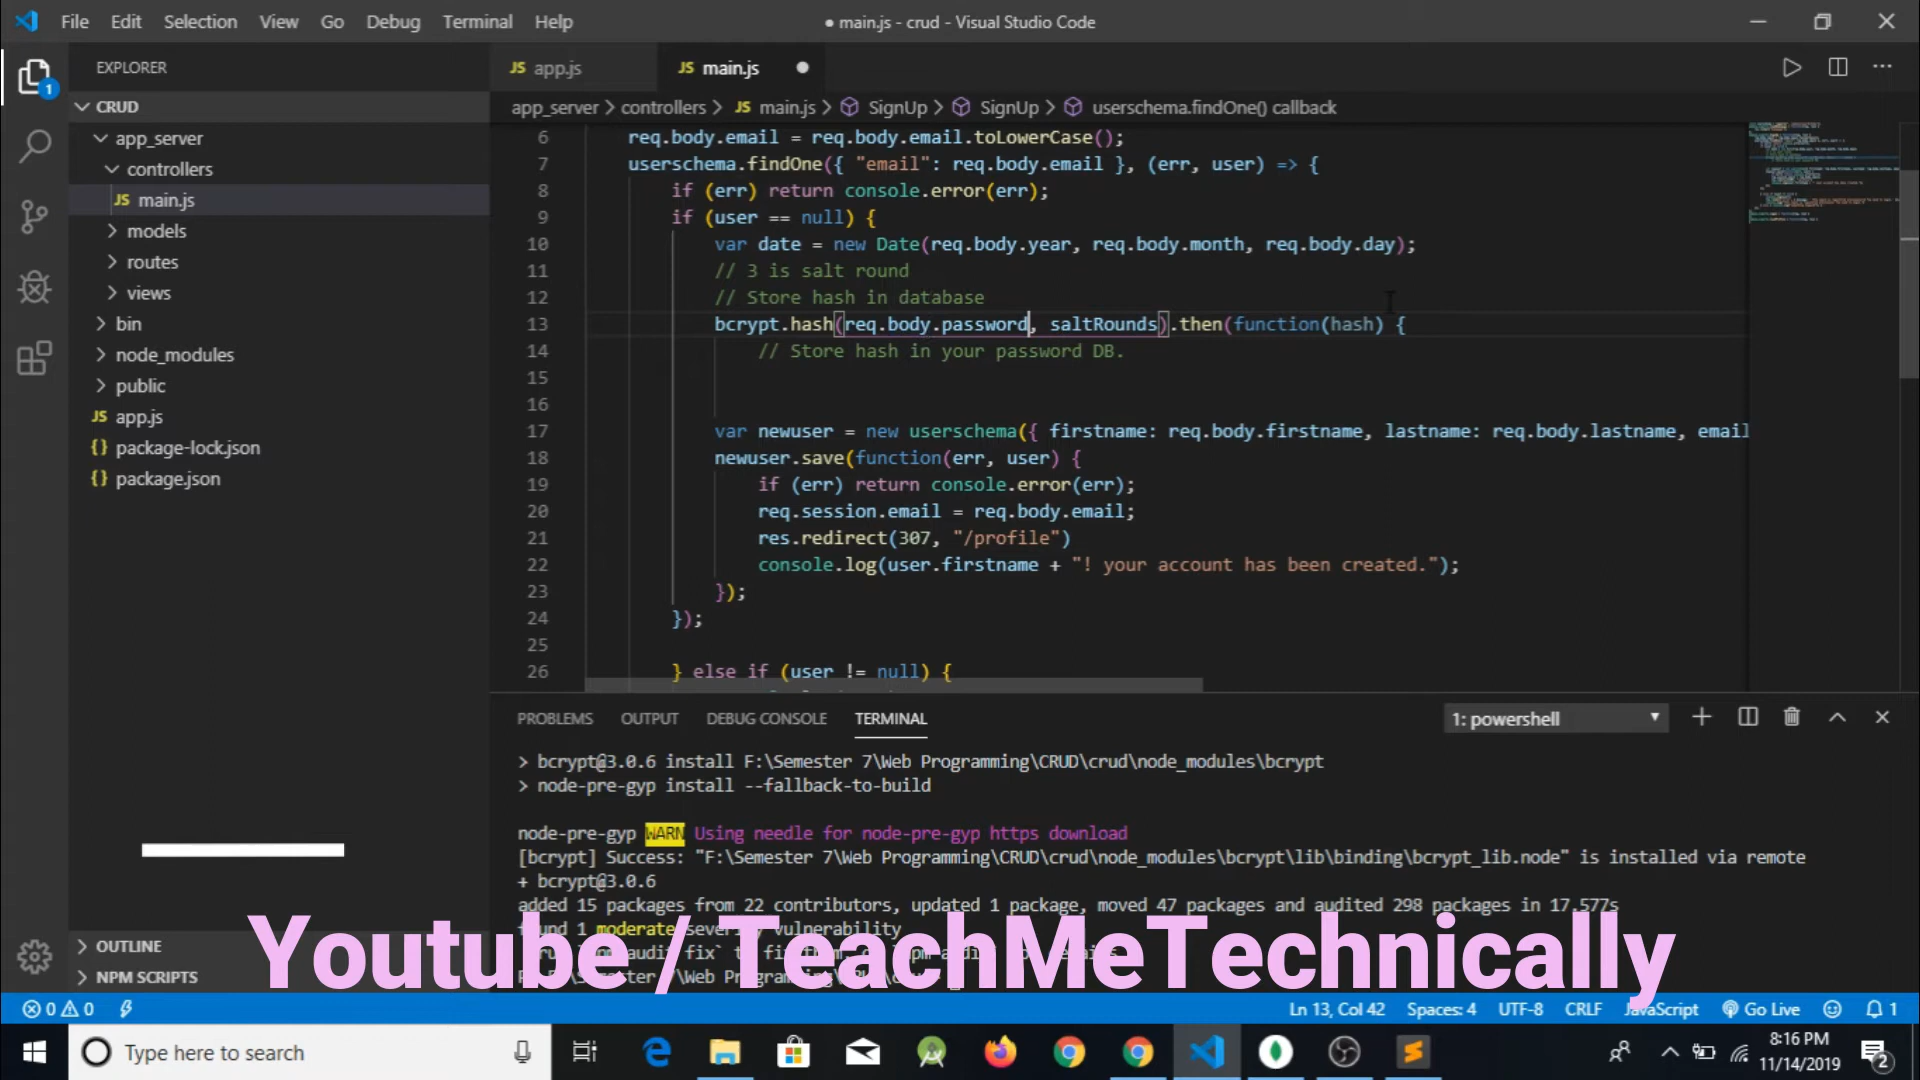 File Edit Selection View Go Debug Terminal Help
● main.js - crud - Visual Studio Code
EXPLORER
1
CRUD
app_server
controllers
JS main.js
models
routes
views
bin
node_modules
public
JS app.js
{} package-lock.json
{} package.json
OUTLINE
NPM SCRIPTS
JS app.js
JS main.js ●
app_server > controllers > JS main.js > SignUp > SignUp > userschema.findOne() callback
6 req.body.email = req.body.email.toLowerCase();
7 userschema.findOne({ "email": req.body.email }, (err, user) => {
8 if (err) return console.error(err);
9 if (user == null) {
10 var date = new Date(req.body.year, req.body.month, req.body.day);
11 // 3 is salt round
12 // Store hash in database
13 bcrypt.hash(req.body.password, saltRounds).then(function(hash) {
14 // Store hash in your password DB.
15
16
17 var newuser = new userschema({ firstname: req.body.firstname, lastname: req.body.lastname, email
18 newuser.save(function(err, user) {
19 if (err) return console.error(err);
20 req.session.email = req.body.email;
21 res.redirect(307, "/profile")
22 console.log(user.firstname + "! your account has been created.");
23 });
24 });
25
26 } else if (user != null) {
PROBLEMS OUTPUT DEBUG CONSOLE TERMINAL
1: powershell
> bcrypt@3.0.6 install F:\Semester 7\Web Programming\CRUD\crud\node_modules\bcrypt
> node-pre-gyp install --fallback-to-build
node-pre-gyp WARN Using needle for node-pre-gyp https download
[bcrypt] Success: "F:\Semester 7\Web Programming\CRUD\crud\node_modules\bcrypt\lib\binding\bcrypt_lib.node" is installed via remote
+ bcrypt@3.0.6
added 15 packages from 22 contributors, updated 1 package, moved 47 packages and audited 298 packages in 17.577s
found 1 moderate severity vulnerability
Youtube / TeachMeTechnically
0 0
Ln 13, Col 42 Spaces: 4 UTF-8 CRLF JavaScript Go Live 1
Type here to search
8:16 PM
11/14/2019
2